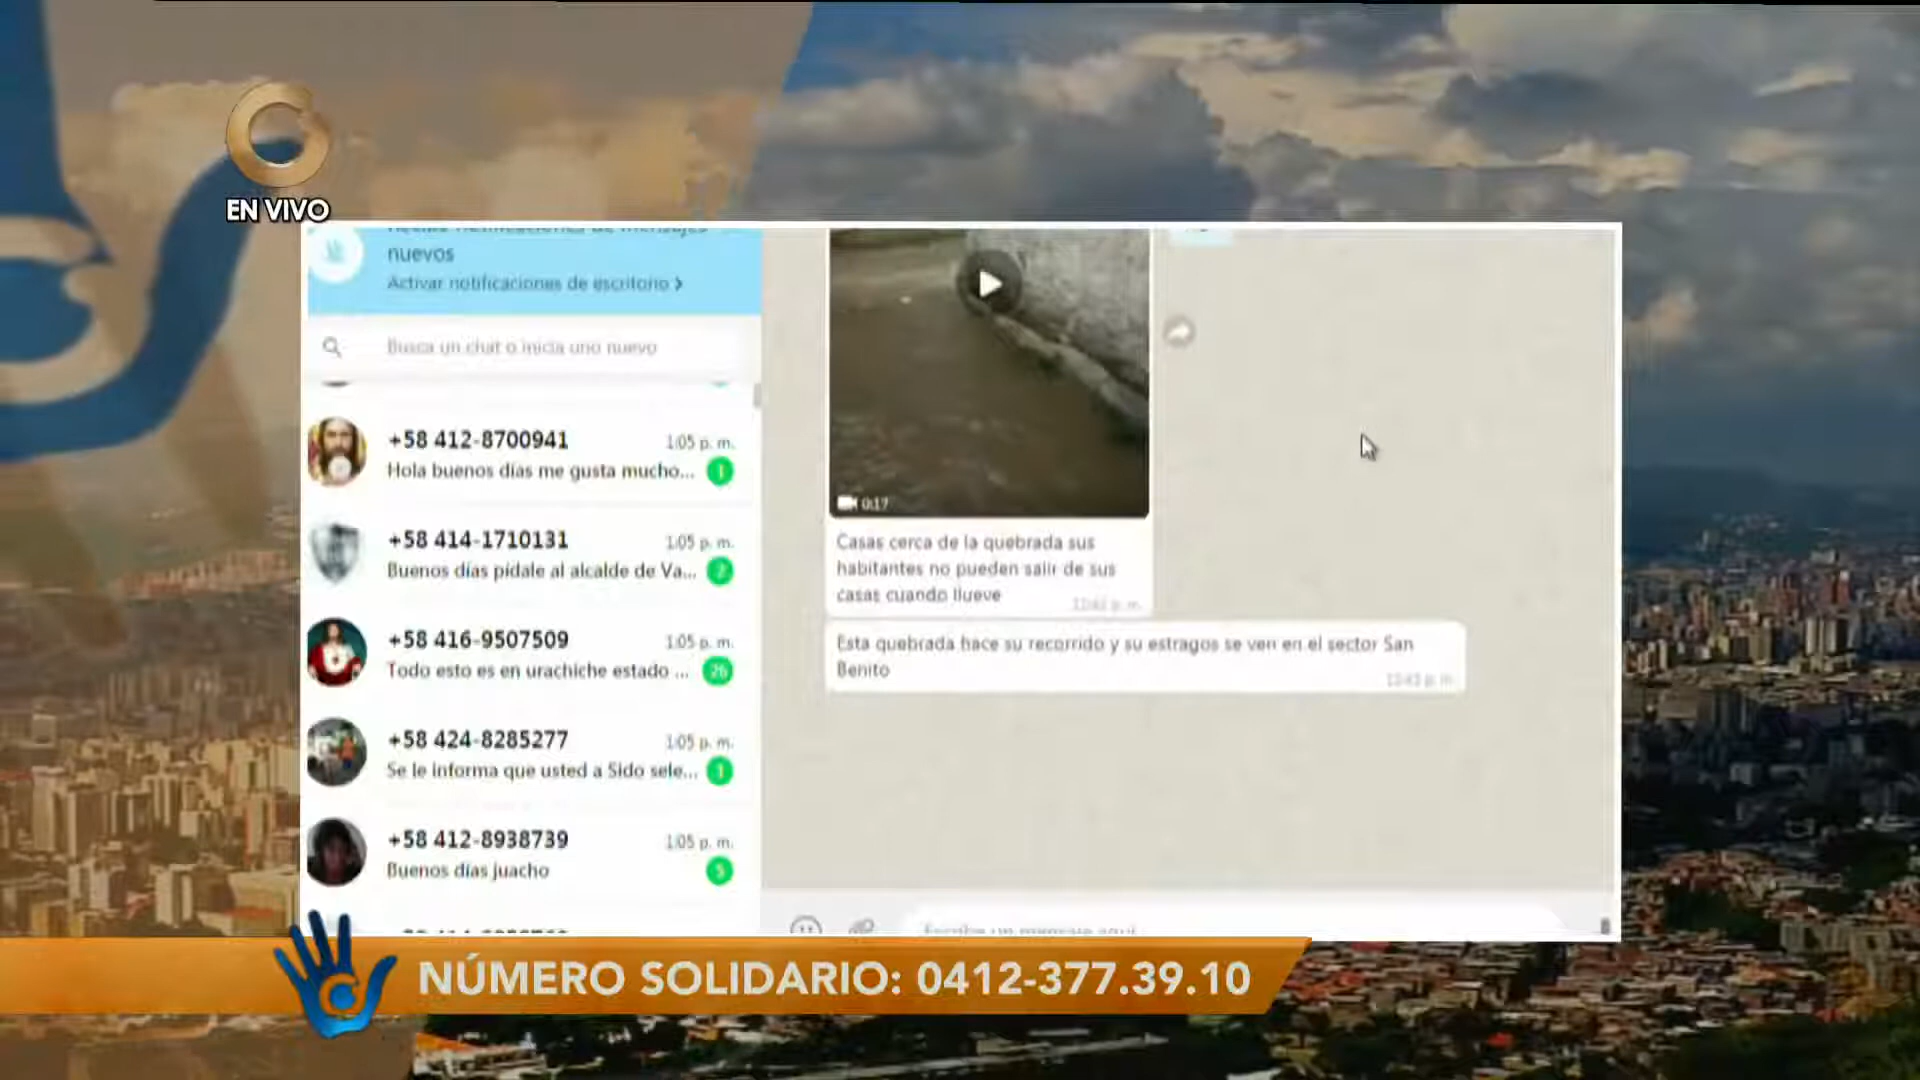 EN VIVO
nuevos
Activar notificaciones de escritorio >
Busca un chat o inicia uno nuevo
+58 412-8700941
1:05 p. m.
Hola buenos días me gusta mucho...
1
+58 414-1710131
1:05 p. m.
Buenos días pidale al alcalde de Va...
2
+58 416-9507509
1:05 p. m.
Todo esto es en urachiche estado ...
26
+58 424-8285277
1:05 p. m.
Se le informa que usted a Sido sele...
1
+58 412-8938739
1:05 p. m.
Buenos días juacho
5
0:17
Casas cerca de la quebrada sus
habitantes no pueden salir de sus
casas cuando llueve
Esta quebrada hace su recorrido y su estragos se ven en el sector San
Benito
NÚMERO SOLIDARIO: 0412-377.39.10